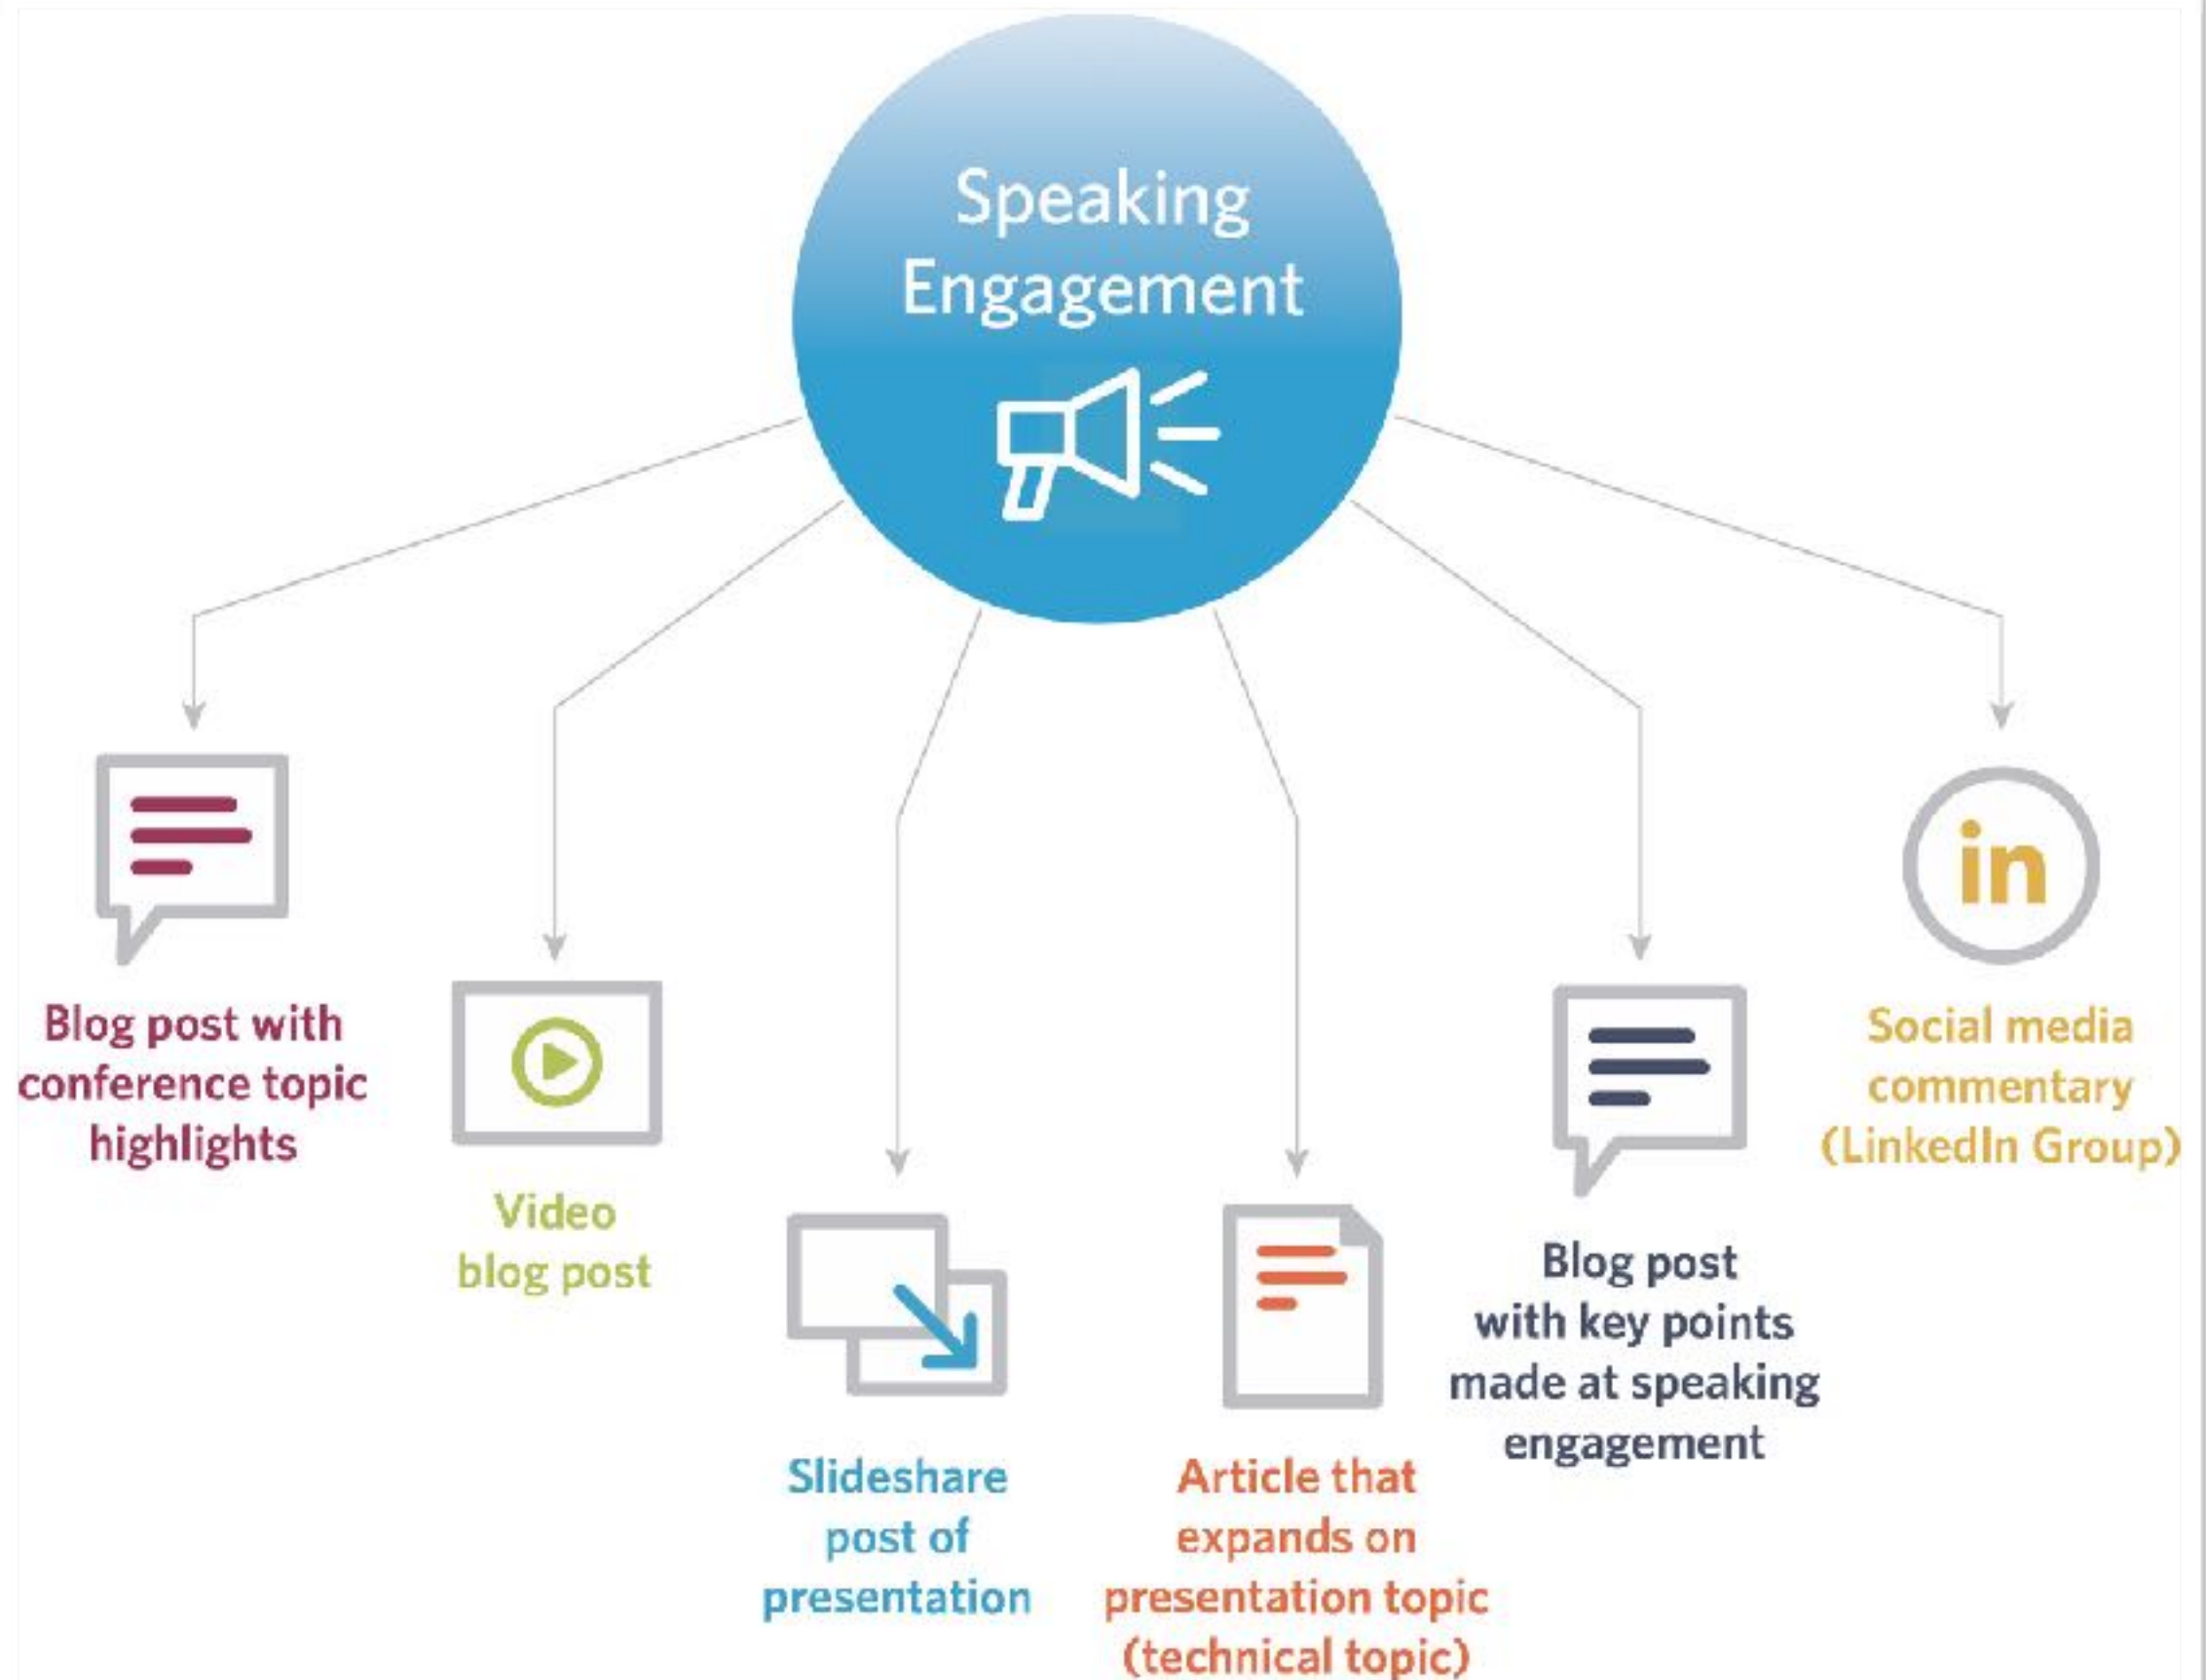 Speaking
Engagement
Blog post with
conference topic
highlights
Video
blog post
Slideshare
post of
presentation
Article that
expands on
presentation topic
(technical topic)
Blog post
with key points
made at speaking
engagement
in
Social media
commentary
(LinkedIn Group)